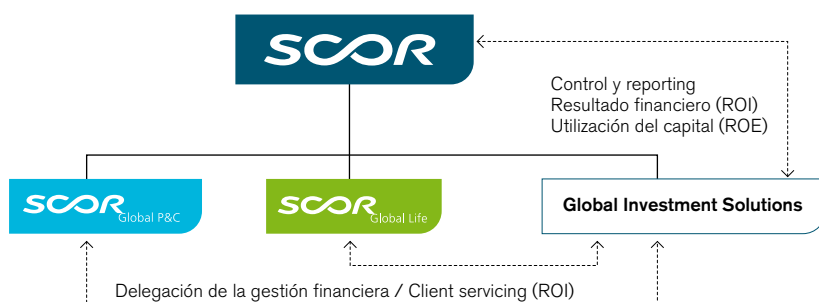 SCOR
Control y reporting
Resultado financiero (ROI)
Utilización del capital (ROE)
SCOR
Global P&C
SCOR
Global Life
Global Investment Solutions
Delegación de la gestión financiera / Client servicing (ROI)